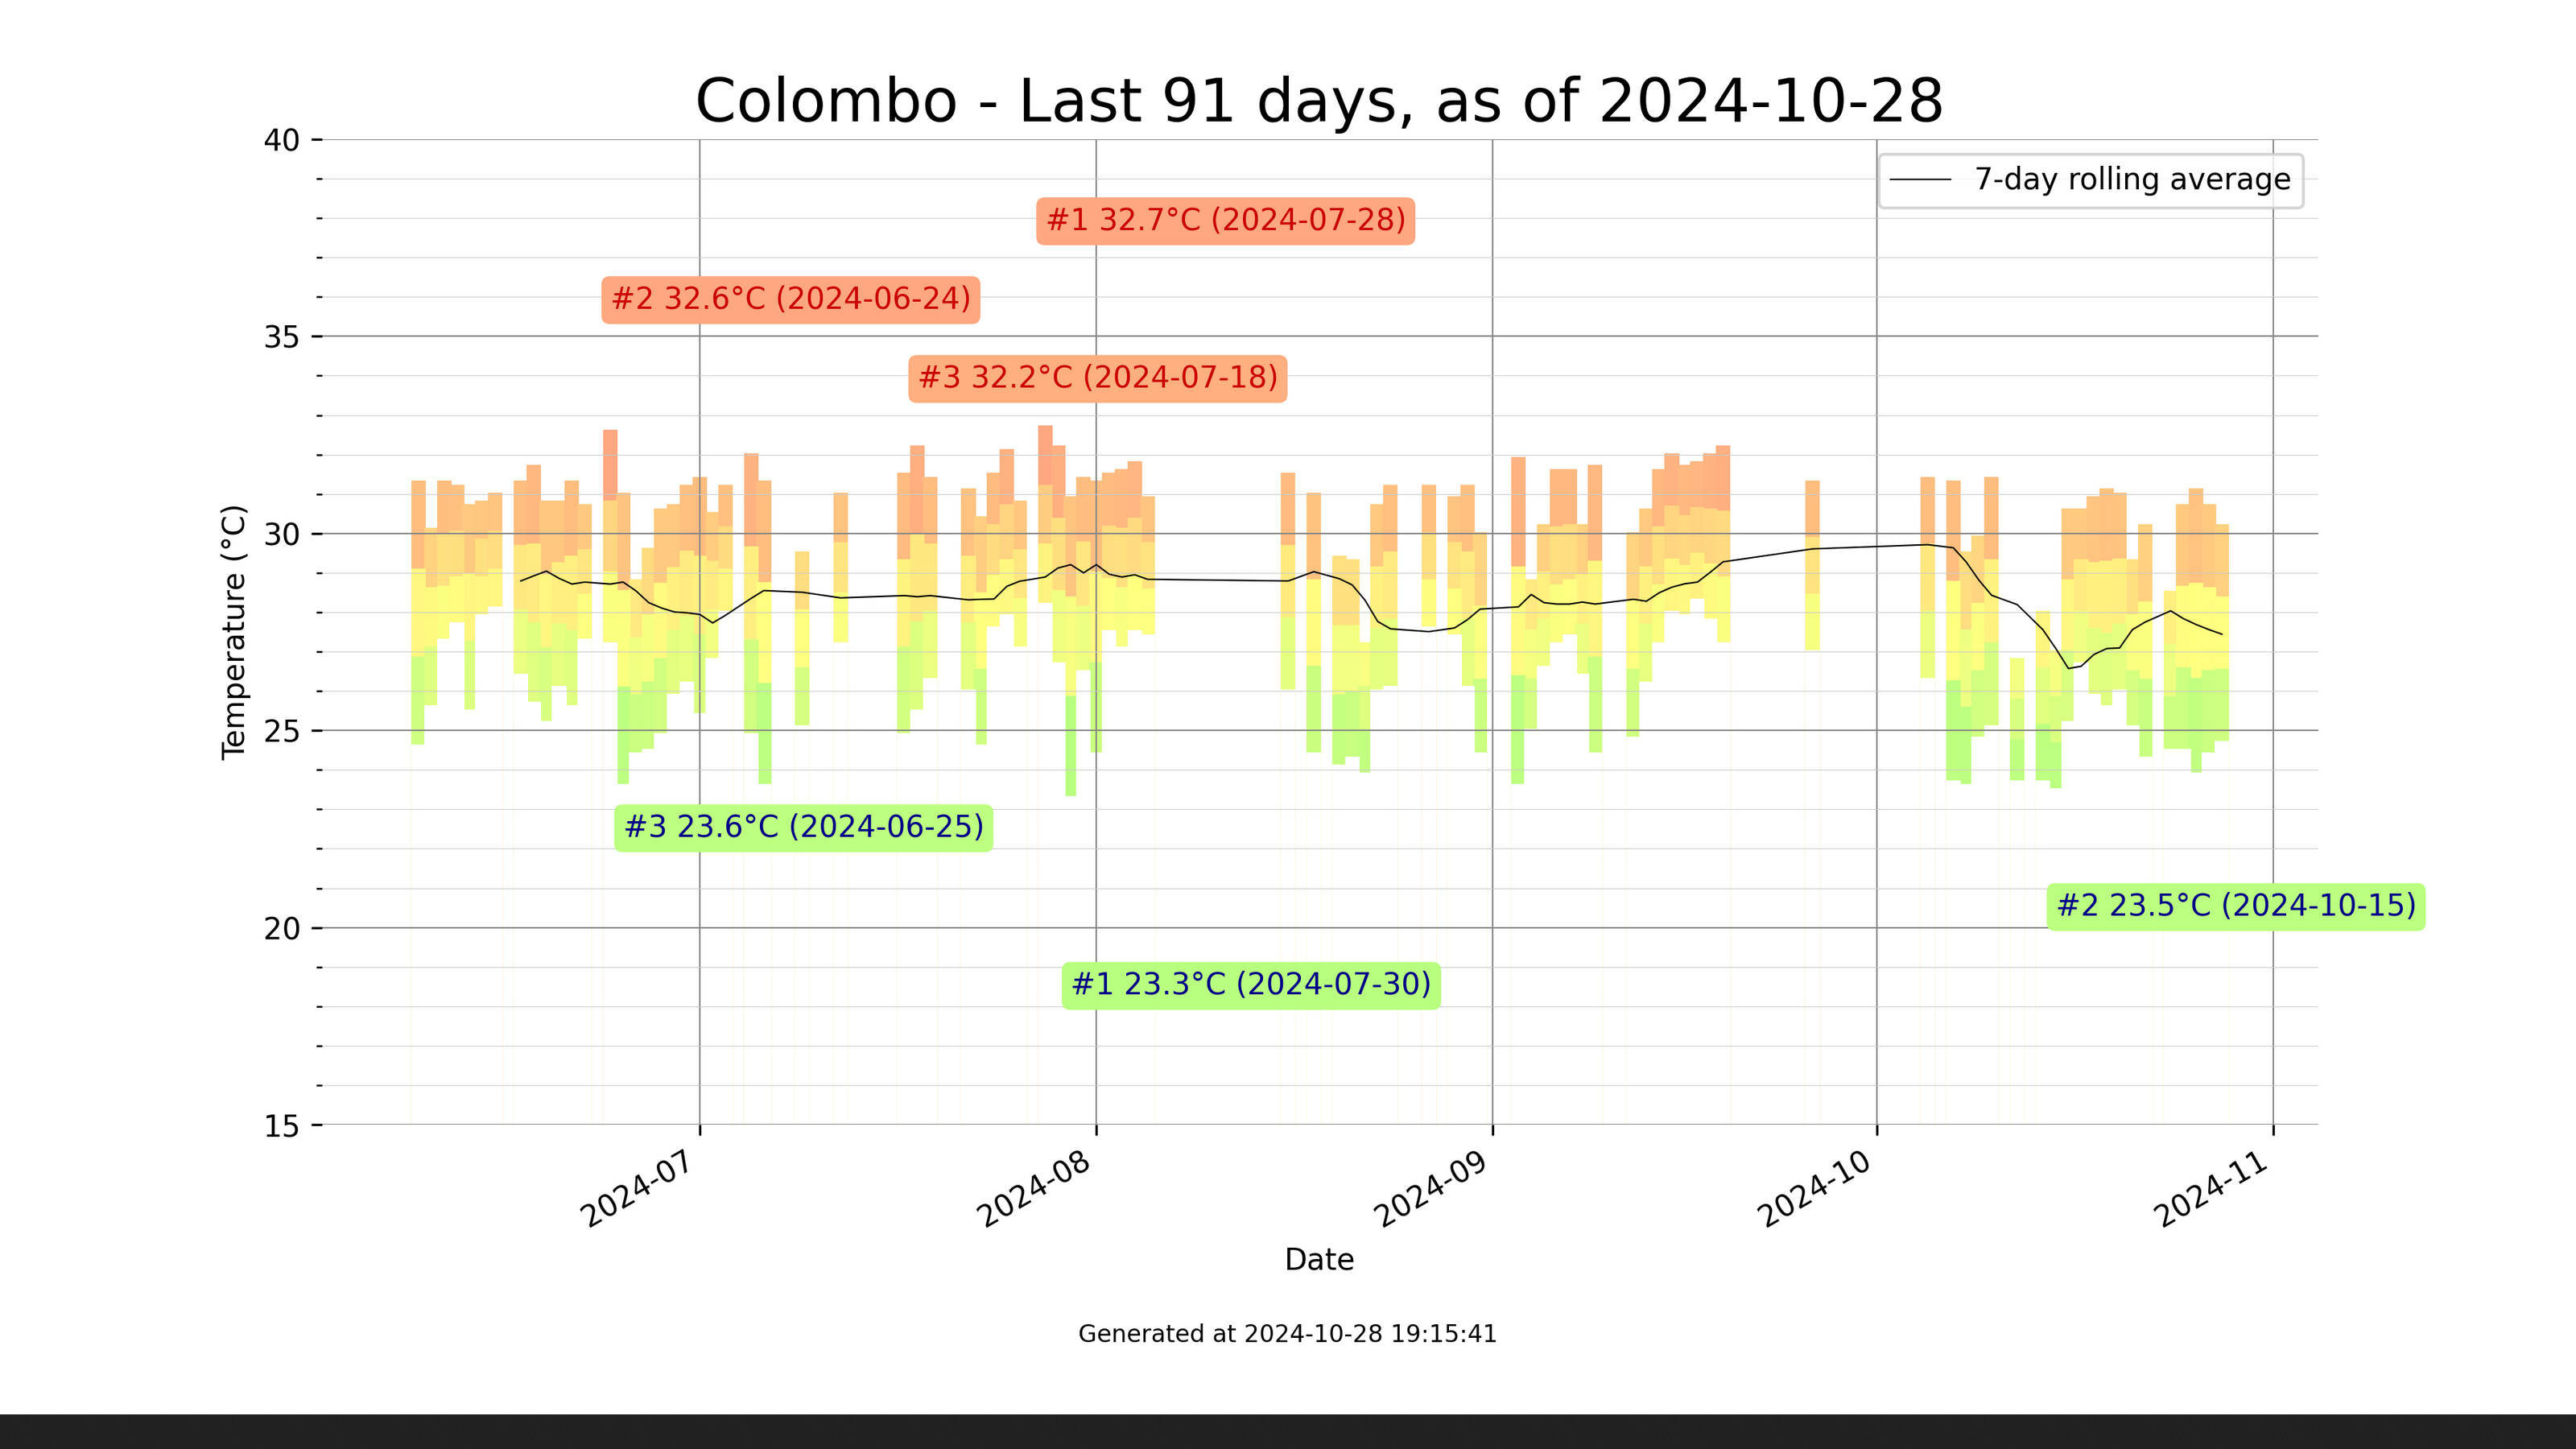 Colombo - Last 91 days, as of 2024-10-28
40
7-day rolling average
#1 32.7°C (2024-07-28)
#2 32.6°C (2024-06-24)
35
#3 32.2°C (2024-07-18)
30
Temperature (°C)
25
#3 23.6°C (2024-06-25)
#2 23.5°C (2024-10-15)
20
#1 23.3°C (2024-07-30)
15
2024-07
2024-08
2024-09
2024-10
2024-11
Date
Generated at 2024-10-28 19:15:41